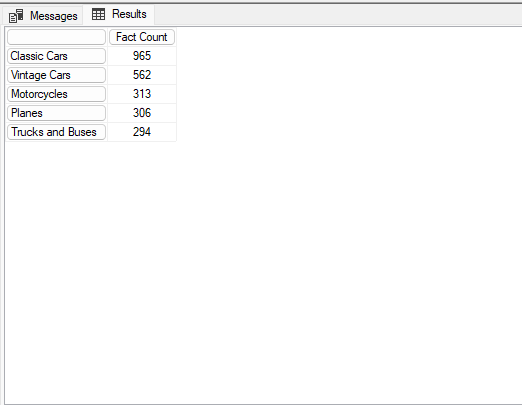 Messages Results
Fact Count
Classic Cars 965
Vintage Cars 562
Motorcycles 313
Planes 306
Trucks and Buses 294